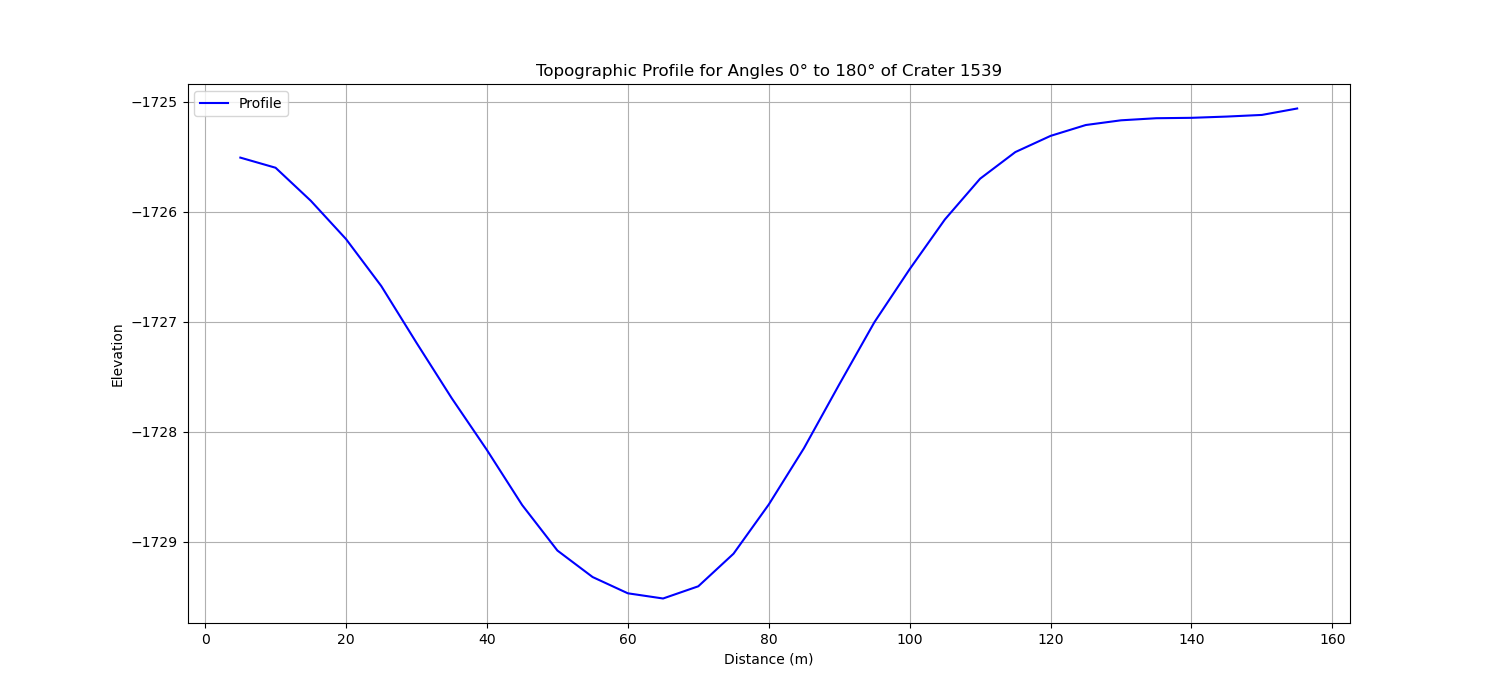 Topographic Profile for Angles 0° to 180° of Crater 1539
Profile
−1725
−1726
−1727
−1728
−1729
Elevation
0 20 40 60 80 100 120 140 160
Distance (m)